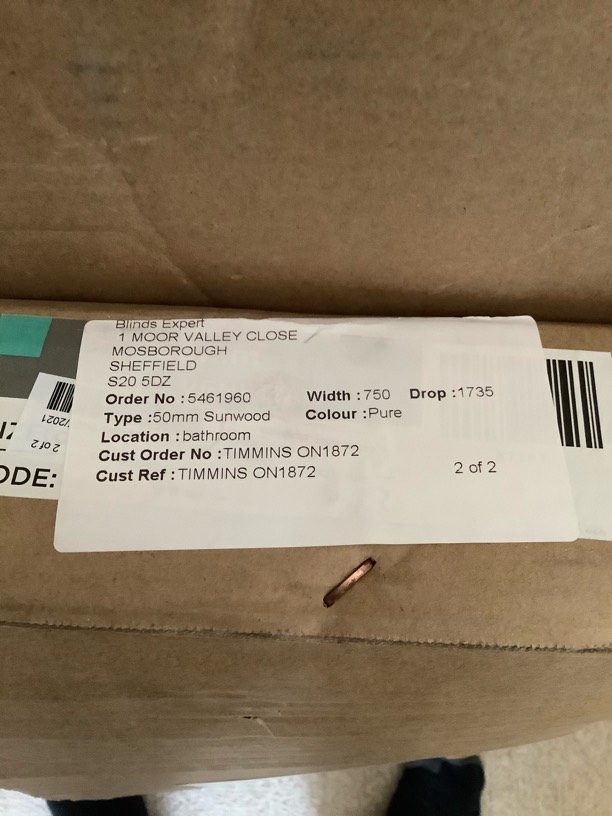 Blinds Expert
1 MOOR VALLEY CLOSE
MOSBOROUGH
SHEFFIELD
S20 5DZ
Order No :5461960 Width :750 Drop :1735
Type :50mm Sunwood Colour :Pure
Location :bathroom
Cust Order No :TIMMINS ON1872
Cust Ref :TIMMINS ON1872 2 of 2
/2021
2 of 2
ODE: